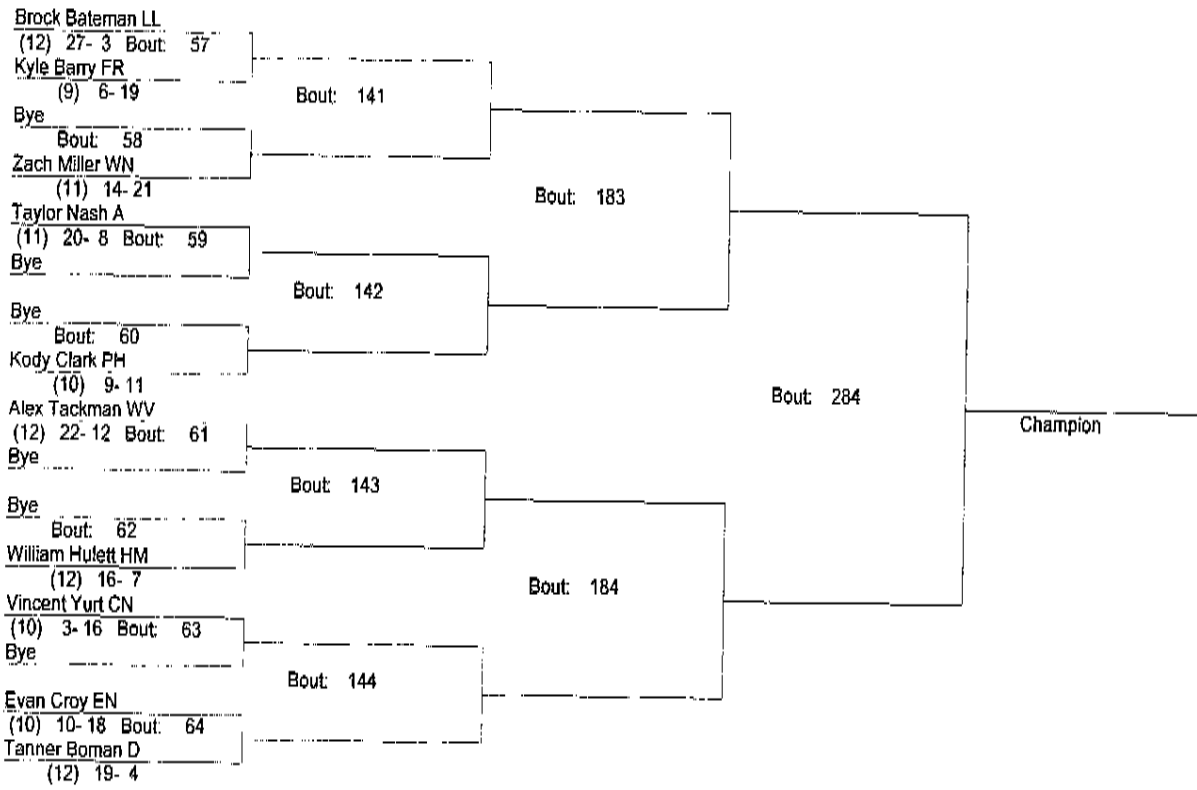 Brock Bateman LL
(12) 27- 3 Bout: 57
Kyle Barry FR
(9) 6- 19
Bout: 141
Bye
Bout: 58
Zach Miller WN
(11) 14- 21
Bout: 183
Taylor Nash A
(11) 20- 8 Bout: 59
Bye
Bout: 142
Bye
Bout: 60
Kody Clark PH
(10) 9- 11
Bout: 284
Champion
Alex Tackman WV
(12) 22- 12 Bout: 61
Bye
Bout: 143
Bye
Bout: 62
William Hulett HM
(12) 16- 7
Bout: 184
Vincent Yurt CN
(10) 3- 16 Bout: 63
Bye
Bout: 144
Evan Croy EN
(10) 10- 18 Bout: 64
Tanner Boman D
(12) 19- 4